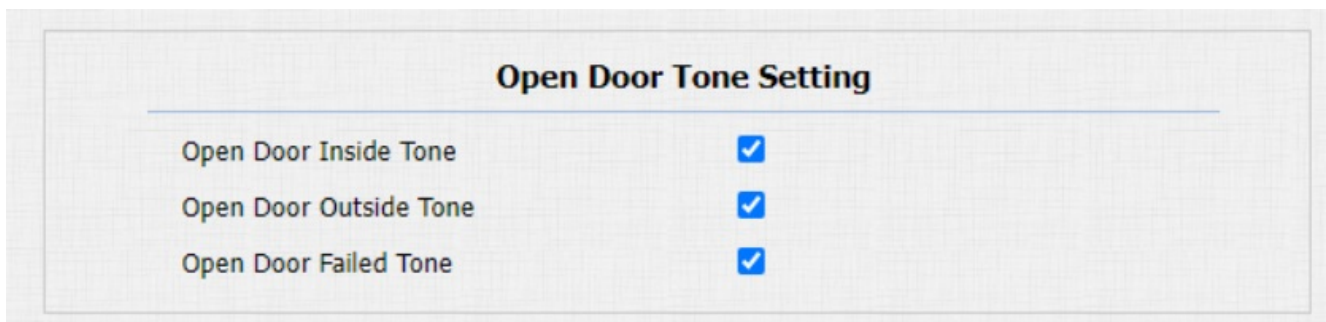 Open Door Tone Setting
Open Door Inside Tone
Open Door Outside Tone
Open Door Failed Tone